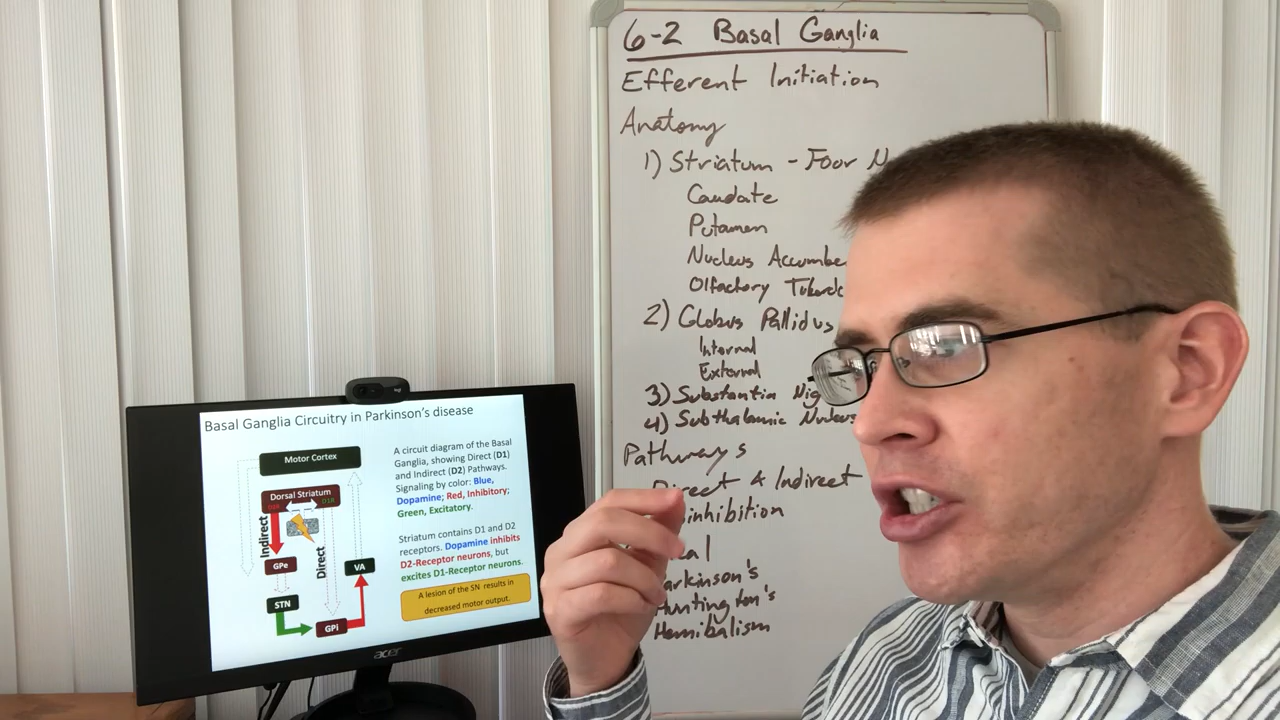 6-2 Basal Ganglia
Efferent Initiation
Anatomy
1) Striatum - Four N
Caudate
Putamen
Nucleus Accumbe
Olfactory Tubercl
2) Globus Pallidus
Internal
External
3) Substantia Nig
4) Subthalamic Nucleus
Pathways
Direct & Indirect
inhibition
al
arkinson's
untington's
Hemibalism
Basal Ganglia Circuitry in Parkinson's disease
Motor Cortex
Dorsal Striatum
D2R D1R
Indirect
Direct
GPe
VA
STN
GPi
A circuit diagram of the Basal
Ganglia, showing Direct (D1)
and Indirect (D2) Pathways.
Signaling by color: Blue,
Dopamine; Red, Inhibitory;
Green, Excitatory.
Striatum contains D1 and D2
receptors. Dopamine inhibits
D2-Receptor neurons, but
excites D1-Receptor neurons.
A lesion of the SN results in
decreased motor output.
acer